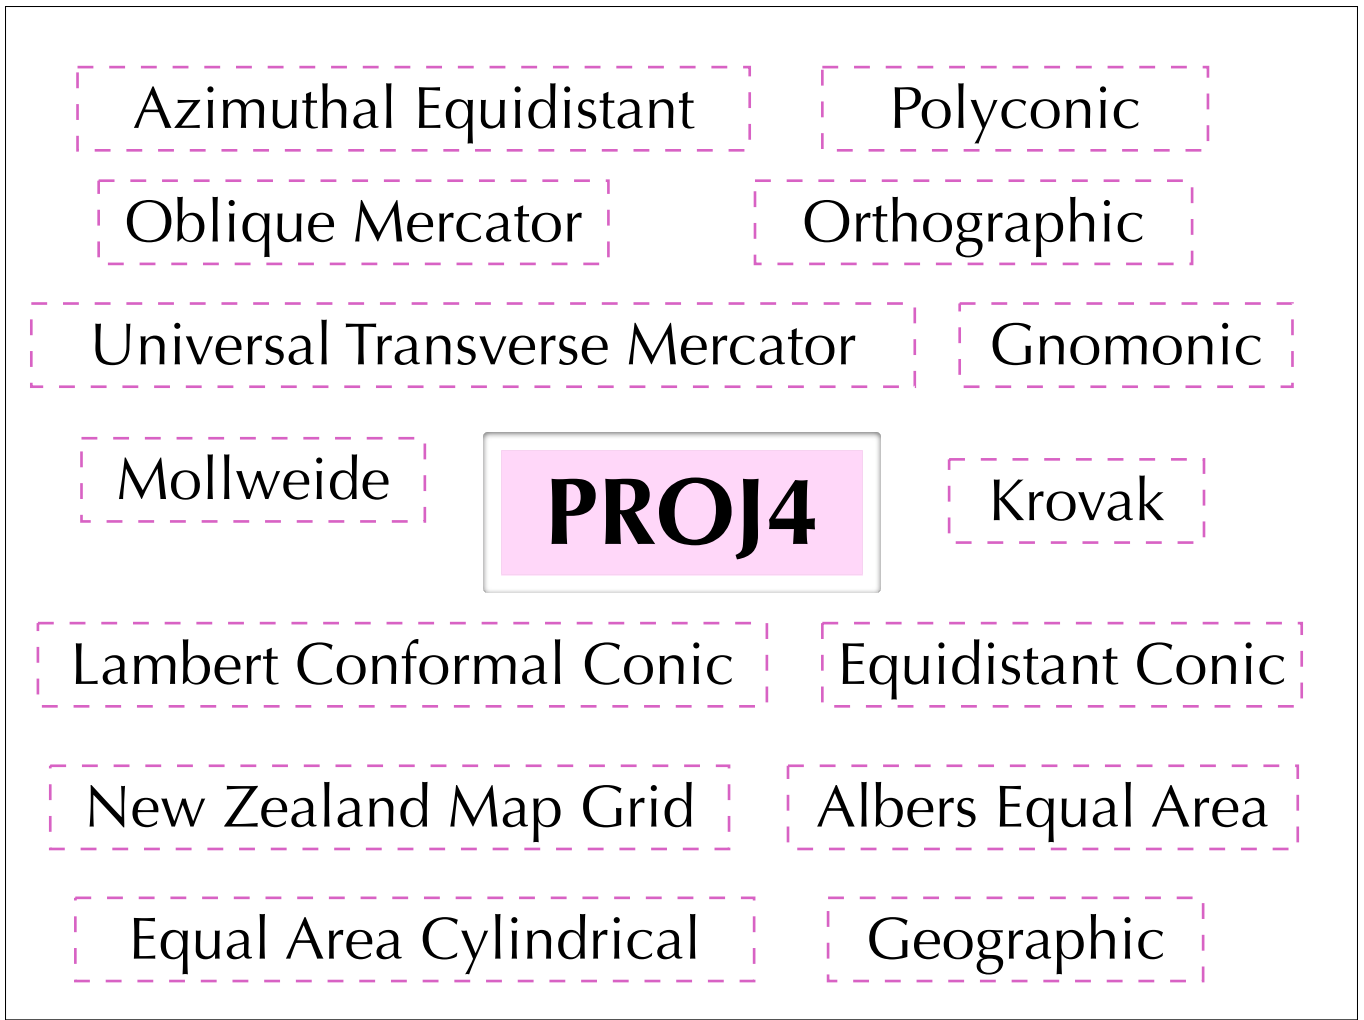 Azimuthal Equidistant
Polyconic
Oblique Mercator
Orthographic
Universal Transverse Mercator
Gnomonic
Mollweide
PROJ4
Krovak
Lambert Conformal Conic
Equidistant Conic
New Zealand Map Grid
Albers Equal Area
Equal Area Cylindrical
Geographic